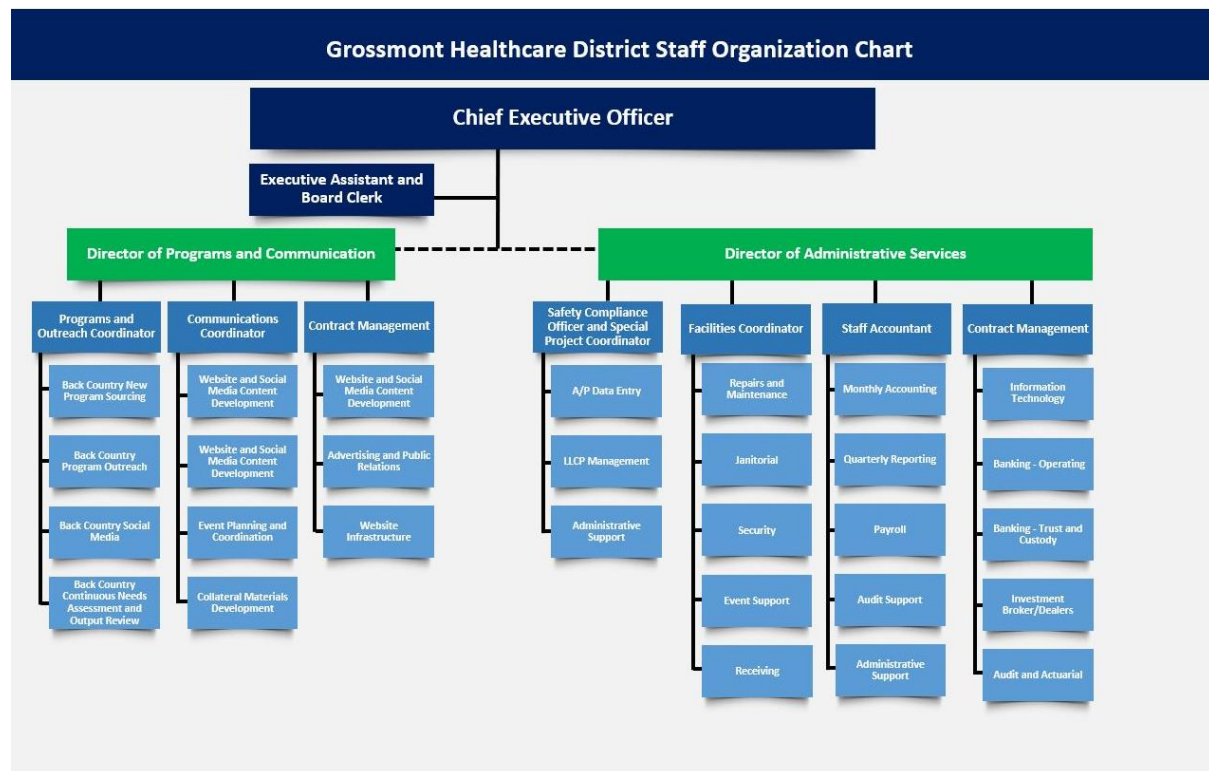 Grossmont Healthcare District Staff Organization Chart
Chief Executive Officer
Executive Assistant and
Board Clerk
Director of Programs and Communication
Director of Administrative Services
Programs and
Outreach Coordinator
Back Country New
Program Sourcing
Back Country
Program Outreach
Back Country Social
Media
Back Country
Continuous Needs
Assessment and
Output Review
Communications
Coordinator
Website and Social
Media Content
Development
Website and Social
Media Content
Development
Event Planning and
Coordination
Collateral Materials
Development
Contract Management
Website and Social
Media Content
Development
Advertising and Public
Relations
Website
Infrastructure
Safety Compliance
Officer and Special
Project Coordinator
A/P Data Entry
LLCP Management
Administrative
Support
Facilities Coordinator
Repairs and
Maintenance
Janitorial
Security
Event Support
Receiving
Staff Accountant
Monthly Accounting
Quarterly Reporting
Payroll
Audit Support
Administrative
Support
Contract Management
Information
Technology
Banking - Operating
Banking - Trust and
Custody
Investment
Broker/Dealers
Audit and Actuarial